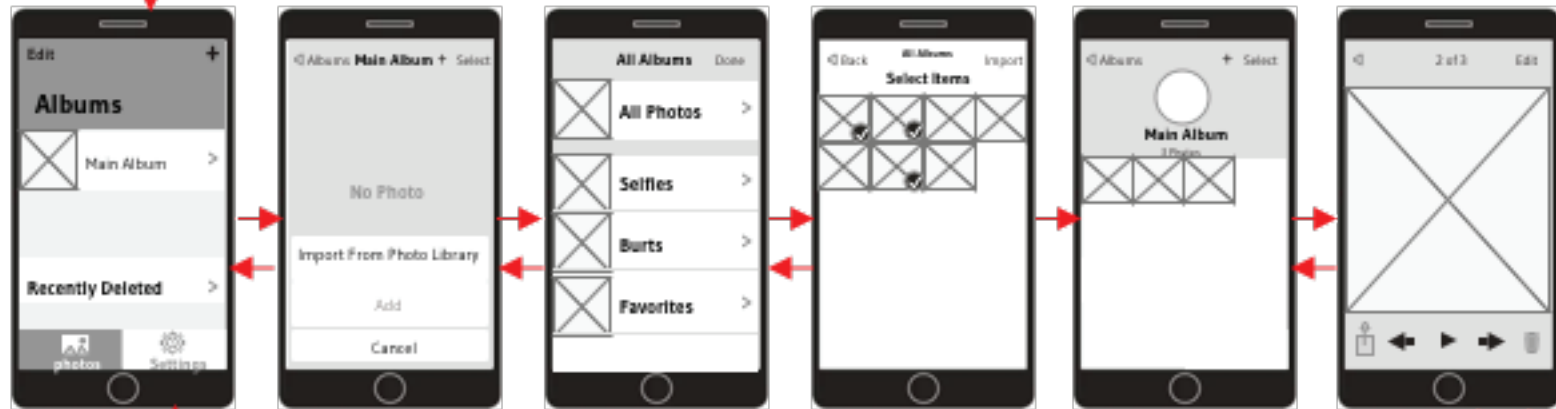 Edit +
Albums
Main Album >
Recently Deleted >
photos Settings
Albums Main Album + Select
No Photo
Import From Photo Library
Add
Cancel
All Albums Done
All Photos >
Selfies >
Burts >
Favorites >
All Albums
Back Import
Select Items
Albums + Select
Main Album
3 Photos
2 of 3 Edit